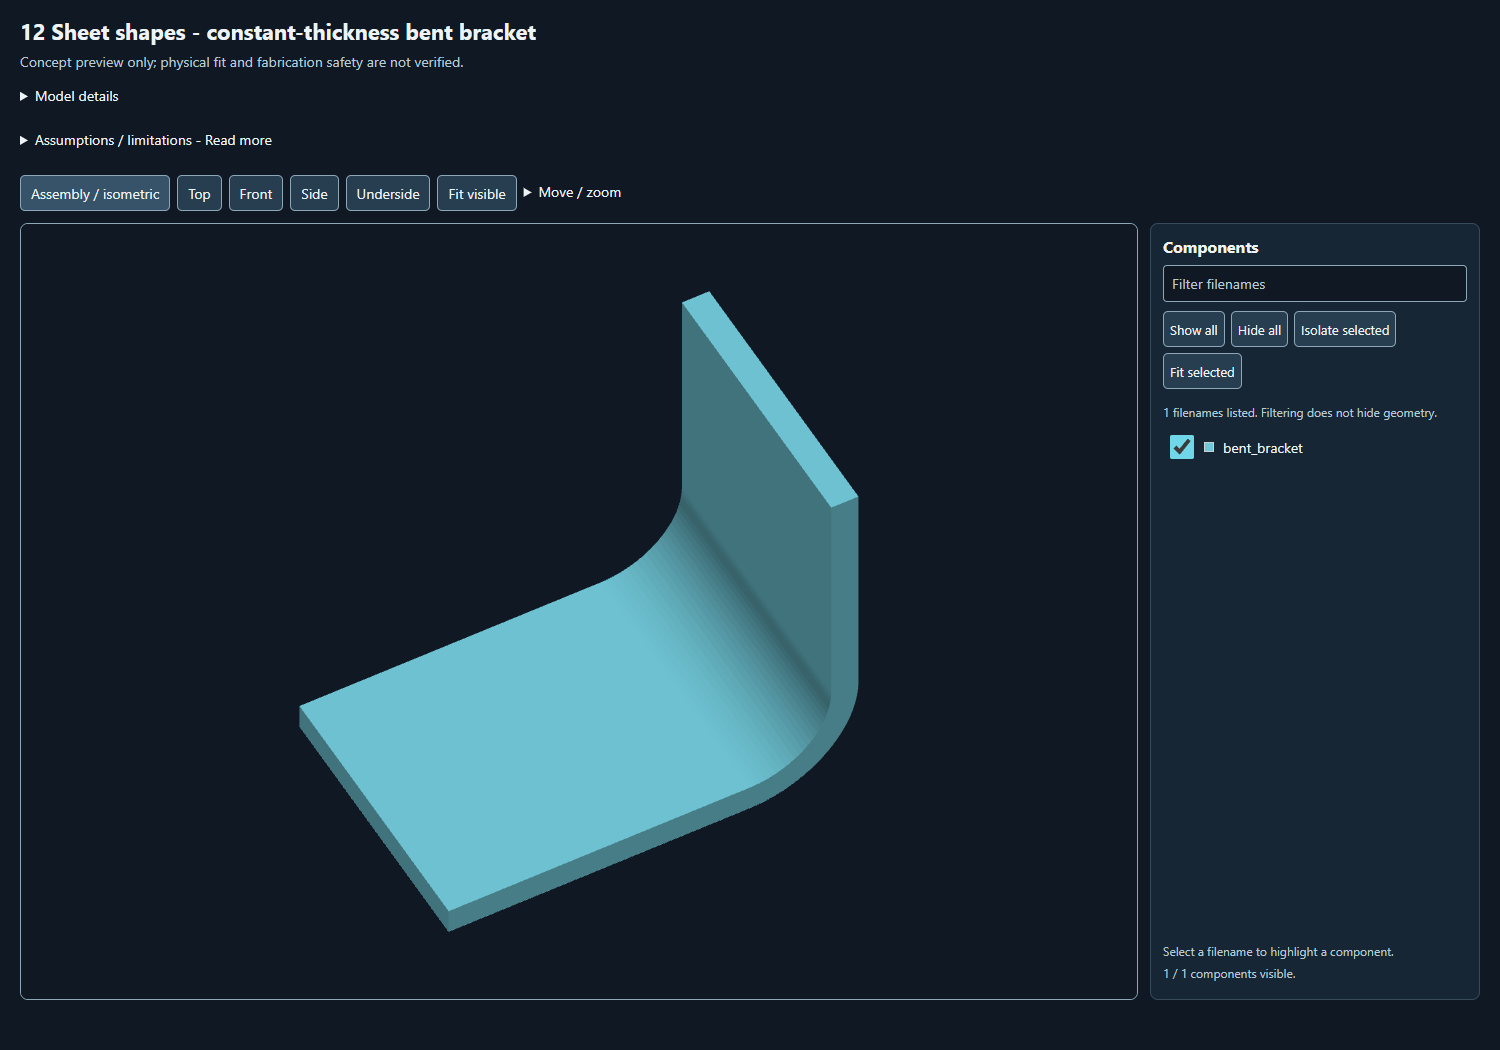 12 Sheet shapes - constant-thickness bent bracket
Concept preview only; physical fit and fabrication safety are not verified.
Model details
Assumptions / limitations - Read more
Assembly / isometric Top Front Side Underside Fit visible Move / zoom
Components
Filter filenames
Show all Hide all Isolate selected
Fit selected
1 filenames listed. Filtering does not hide geometry.
bent_bracket
Select a filename to highlight a component.
1 / 1 components visible.